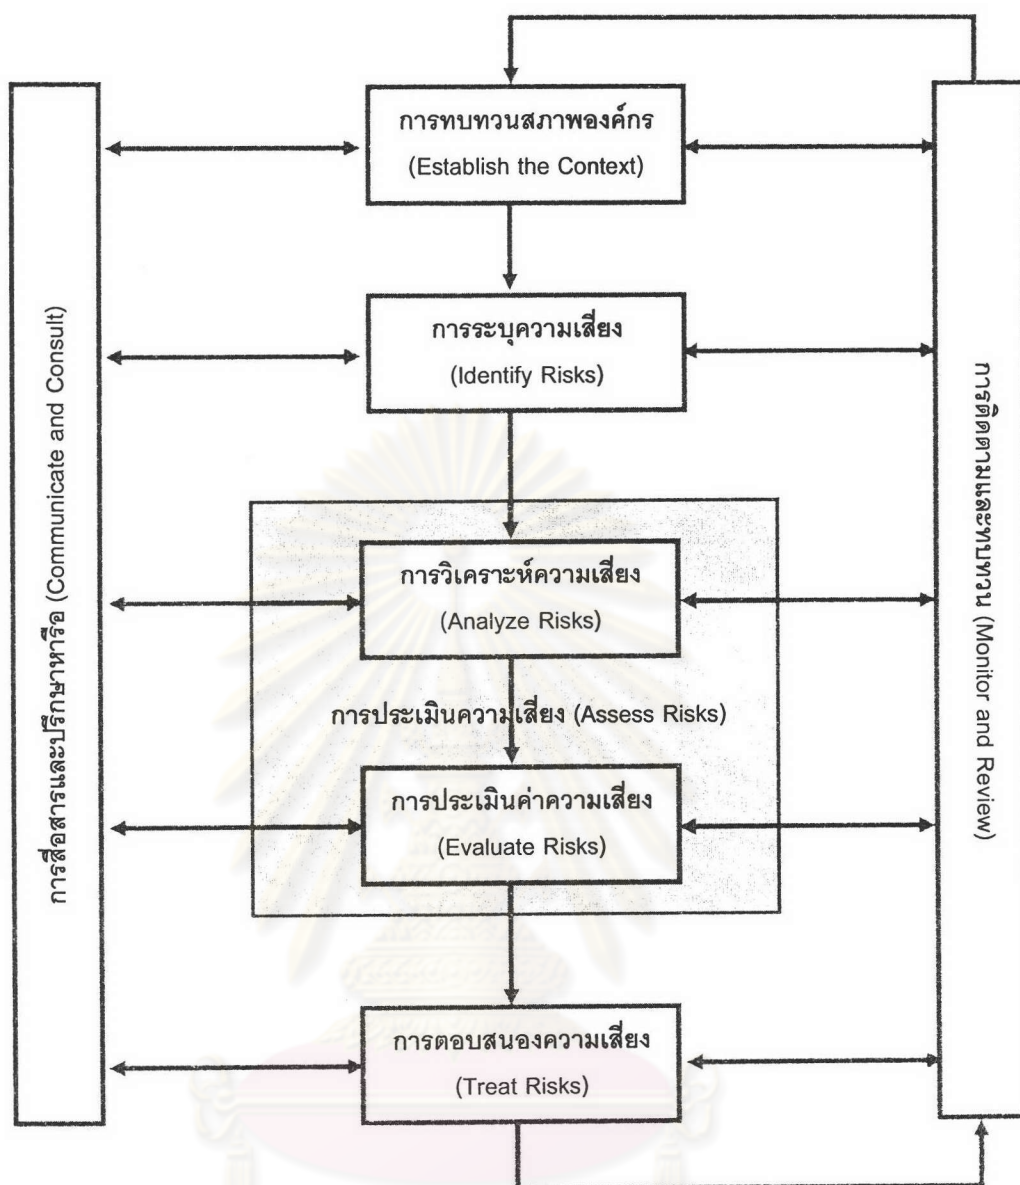 การทบทวนสภาพองค์กร
(Establish the Context)
การระบุความเสี่ยง
(Identify Risks)
การวิเคราะห์ความเสี่ยง
(Analyze Risks)
การประเมินความเสี่ยง (Assess Risks)
การประเมินค่าความเสี่ยง
(Evaluate Risks)
การตอบสนองความเสี่ยง
(Treat Risks)
การสื่อสารและปรึกษาหารือ (Communicate and Consult)
การติดตามและทบทวน (Monitor and Review)